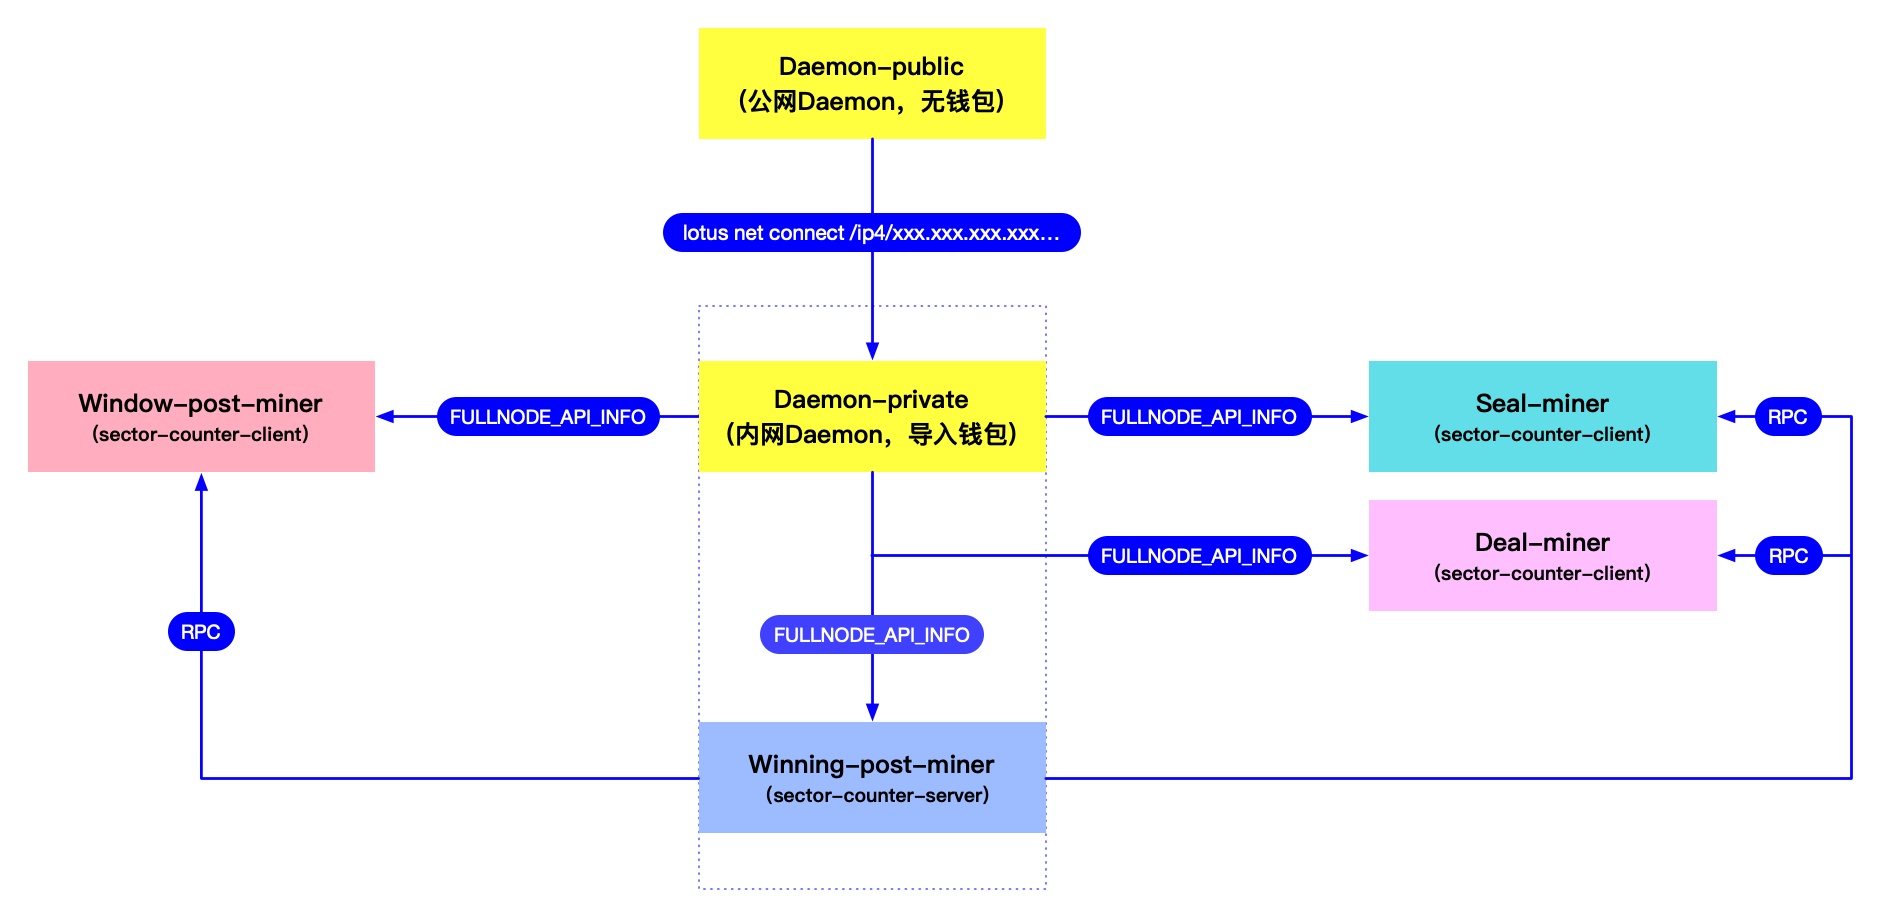 Daemon-public
（公网Daemon，无钱包）
lotus net connect /ip4/xxx.xxx.xxx.xxx...
Window-post-miner
(sector-counter-client)
FULLNODE_API_INFO
Daemon-private
（内网Daemon，导入钱包）
FULLNODE_API_INFO
Seal-miner
(sector-counter-client)
RPC
FULLNODE_API_INFO
Deal-miner
(sector-counter-client)
RPC
RPC
FULLNODE_API_INFO
Winning-post-miner
（sector-counter-server）